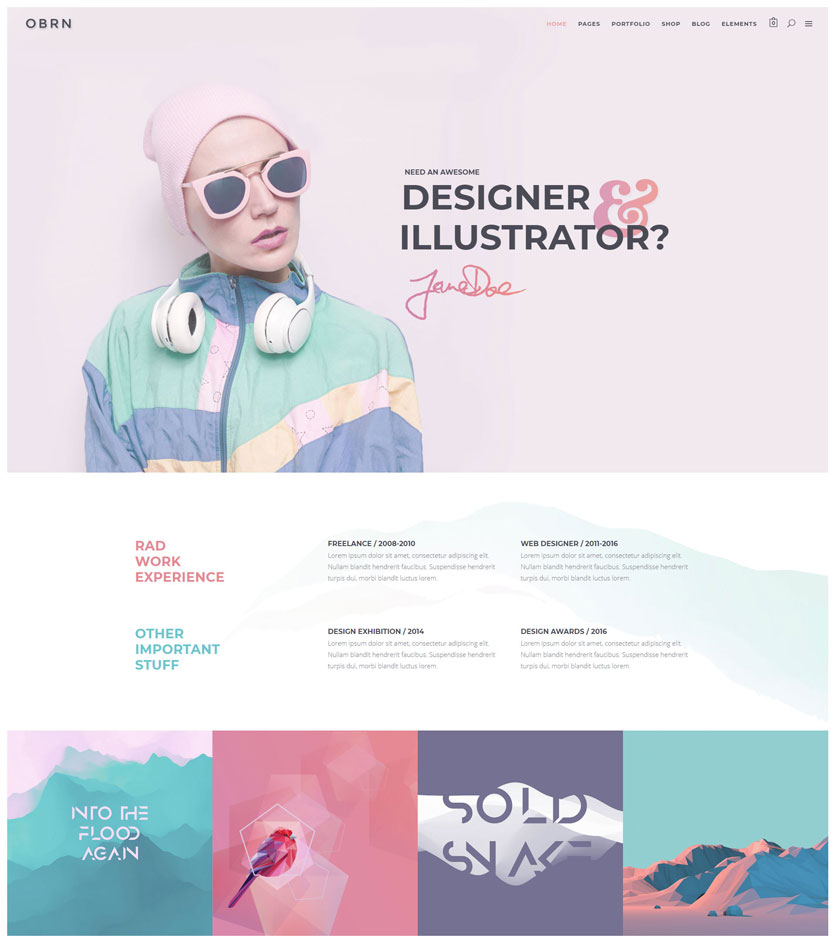 OBRN
HOME PAGES PORTFOLIO SHOP BLOG ELEMENTS 0
NEED AN AWESOME
DESIGNER &
ILLUSTRATOR?
Jane Doe
RAD
WORK
EXPERIENCE
FREELANCE / 2008-2010
Lorem ipsum dolor sit amet, consectetur adipiscing elit.
Nullam blandit hendrerit faucibus. Suspendisse hendrerit
turpis dui, morbi blandit luctus lorem.
WEB DESIGNER / 2011-2016
Lorem ipsum dolor sit amet, consectetur adipiscing elit.
Nullam blandit hendrerit faucibus. Suspendisse hendrerit
turpis dui, morbi blandit luctus lorem.
OTHER
IMPORTANT
STUFF
DESIGN EXHIBITION / 2014
Lorem ipsum dolor sit amet, consectetur adipiscing elit.
Nullam blandit hendrerit faucibus. Suspendisse hendrerit
turpis dui, morbi blandit luctus lorem.
DESIGN AWARDS / 2016
Lorem ipsum dolor sit amet, consectetur adipiscing elit.
Nullam blandit hendrerit faucibus. Suspendisse hendrerit
turpis dui, morbi blandit luctus lorem.
INTO THE
FLOOD
AGAIN
SOLD
SNAKE